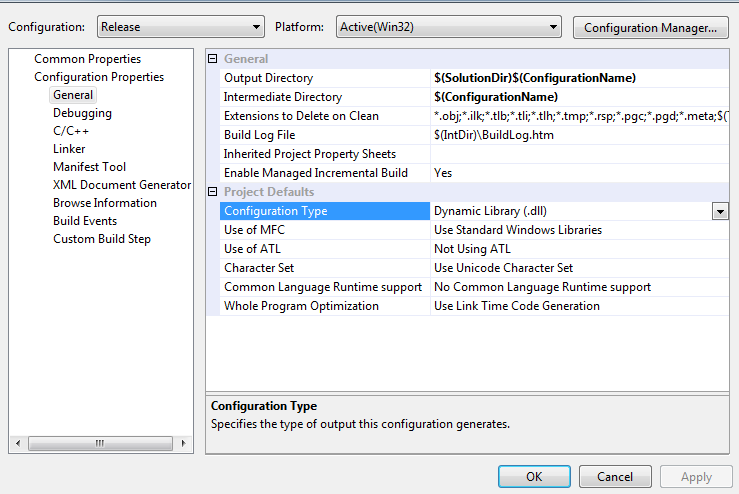 Configuration: Release Platform: Active(Win32) Configuration Manager...
Common Properties
Configuration Properties
General
Debugging
C/C++
Linker
Manifest Tool
XML Document Generator
Browse Information
Build Events
Custom Build Step
General
Output Directory $(SolutionDir)$(ConfigurationName)
Intermediate Directory $(ConfigurationName)
Extensions to Delete on Clean *.obj;*.ilk;*.tlb;*.tli;*.tlh;*.tmp;*.rsp;*.pgc;*.pgd;*.meta;$(
Build Log File $(IntDir)\BuildLog.htm
Inherited Project Property Sheets
Enable Managed Incremental Build Yes
Project Defaults
Configuration Type Dynamic Library (.dll)
Use of MFC Use Standard Windows Libraries
Use of ATL Not Using ATL
Character Set Use Unicode Character Set
Common Language Runtime support No Common Language Runtime support
Whole Program Optimization Use Link Time Code Generation
Configuration Type
Specifies the type of output this configuration generates.
OK Cancel Apply